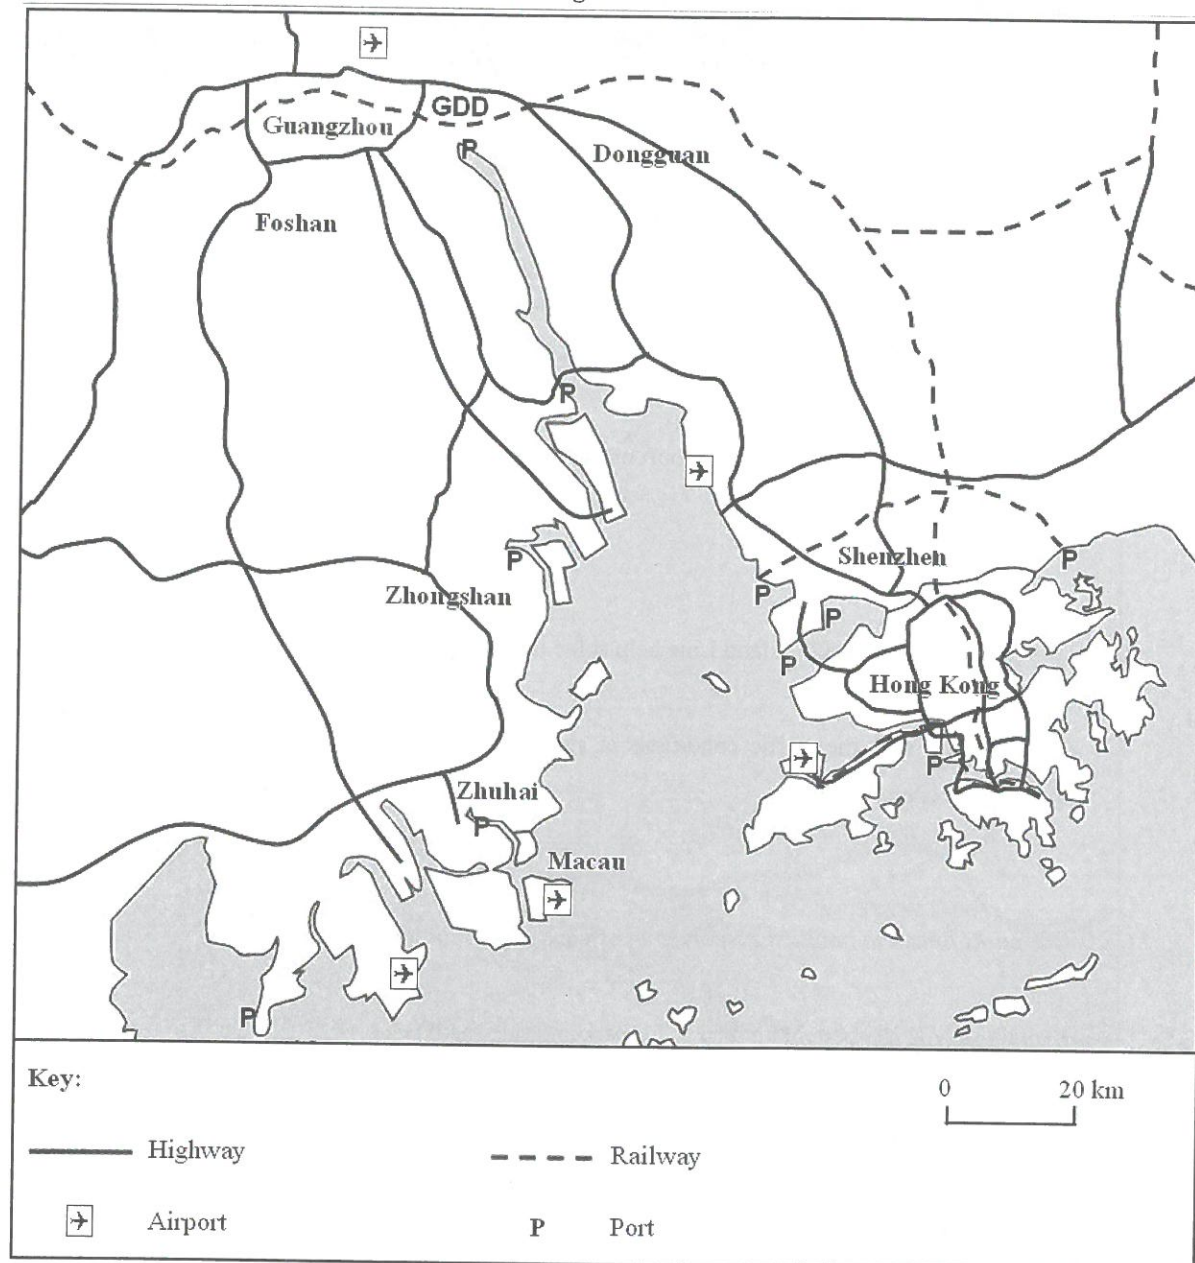 GDD
Guangzhou
P
Dongguan
Foshan
P
Shenzhen
P
P
P
Zhongshan
P
P
Hong Kong
P
Zhuhai
P
Macau
P
Key:
0 20 km
Highway
Railway
Airport
P Port